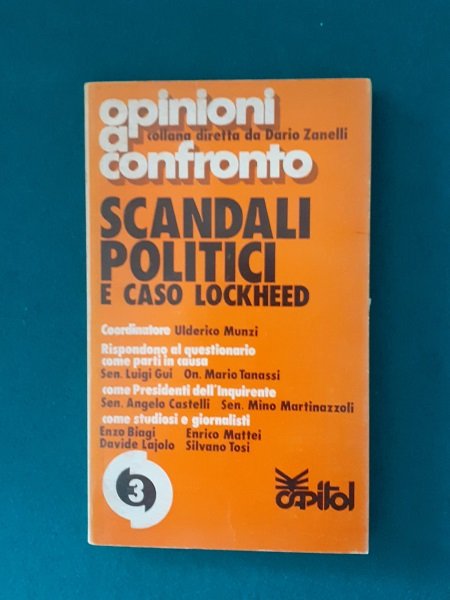 opinioni
a collana diretta da Dario Zanelli
confronto
SCANDALI
POLITICI
E CASO LOCKHEED
Coordinatore Ulderico Munzi
Rispondono al questionario
come parti in causa
Sen. Luigi Gui On. Mario Tanassi
come Presidenti dell'Inquirente
Sen. Angelo Castelli Sen. Mino Martinazzoli
come studiosi e giornalisti
Enzo Biagi Enrico Mattei
Davide Lajolo Silvano Tosi
3
CAPitol